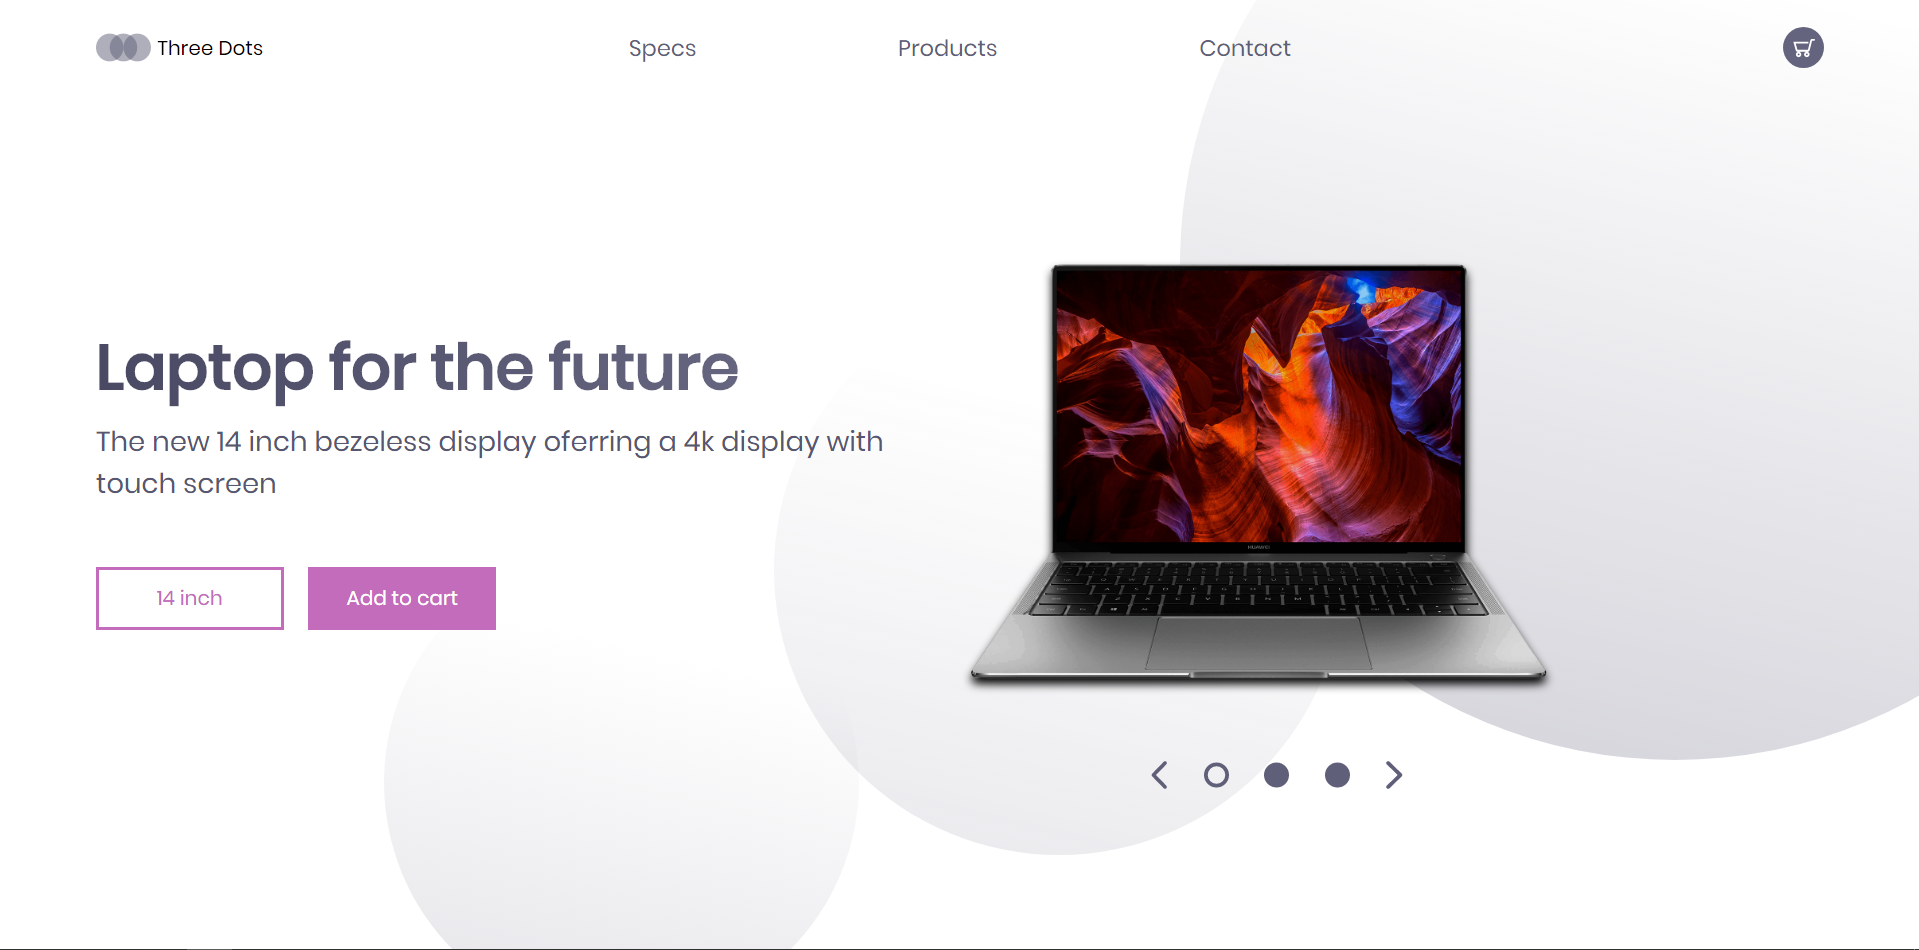 Three Dots
Specs
Products
Contact
Laptop for the future
The new 14 inch bezeless display oferring a 4k display with
touch screen
14 inch
Add to cart
HUAWEI